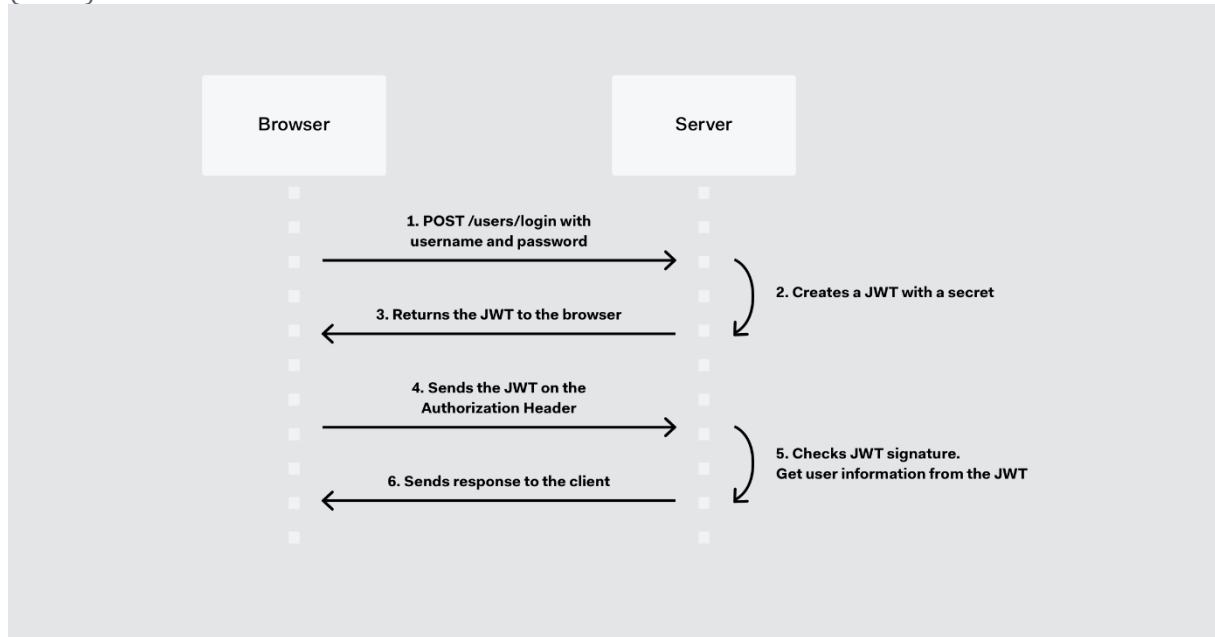 Browser
Server
1. POST /users/login with
username and password
2. Creates a JWT with a secret
3. Returns the JWT to the browser
4. Sends the JWT on the
Authorization Header
5. Checks JWT signature.
Get user information from the JWT
6. Sends response to the client